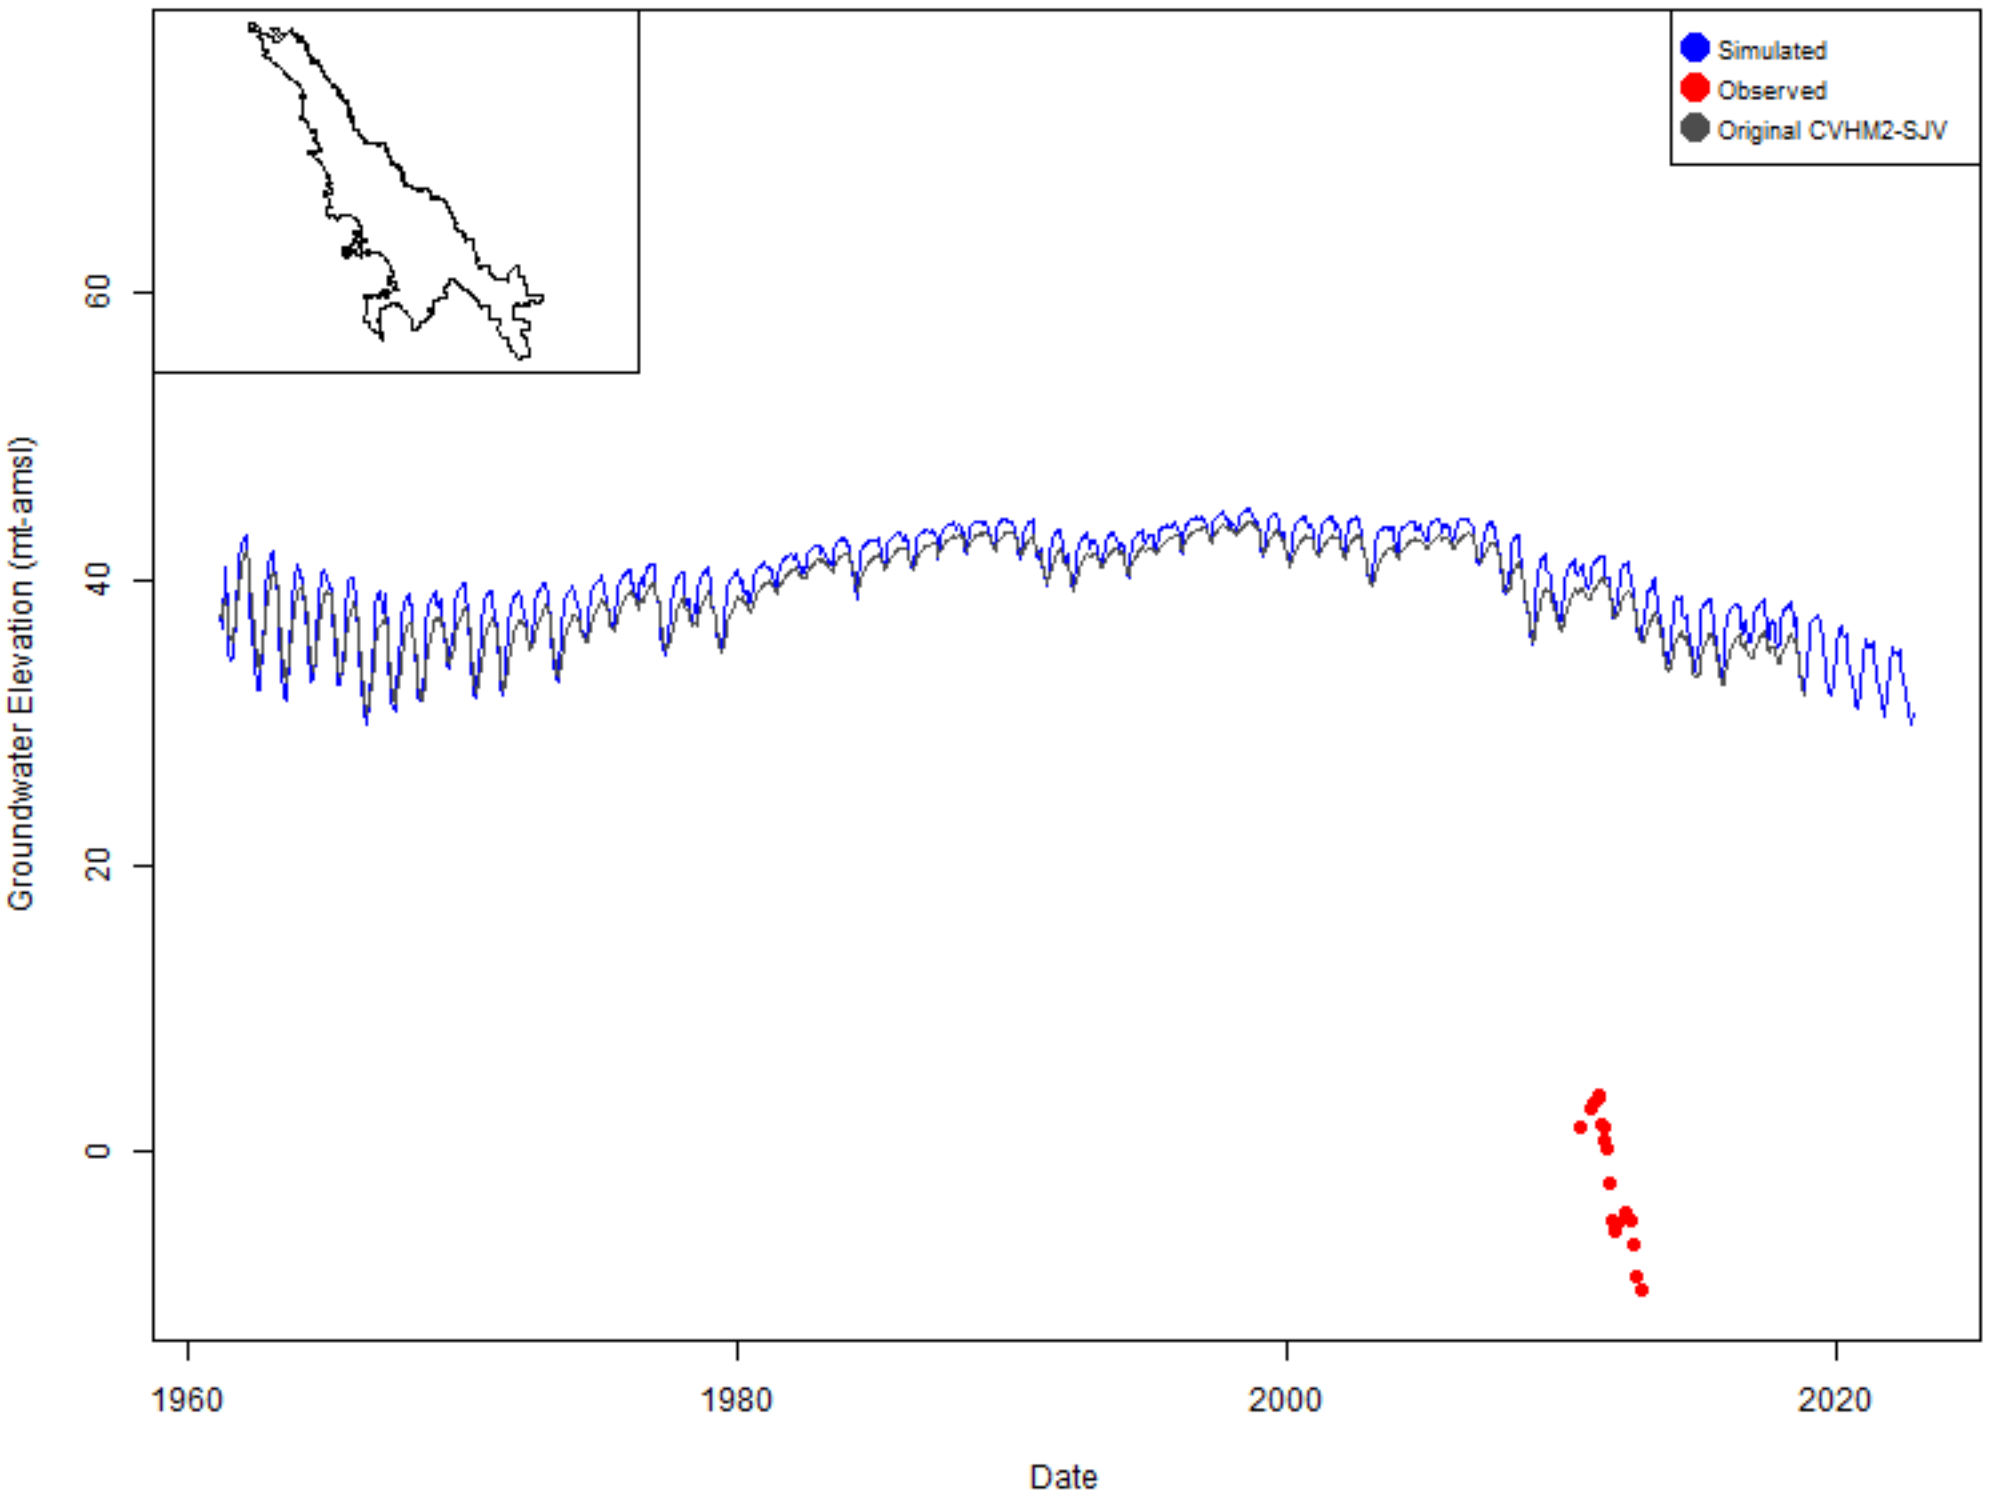 Simulated
Observed
Original CVHM2-SJV
Groundwater Elevation (mt-amsl)
60
40
20
0
1960 1980 2000 2020
Date